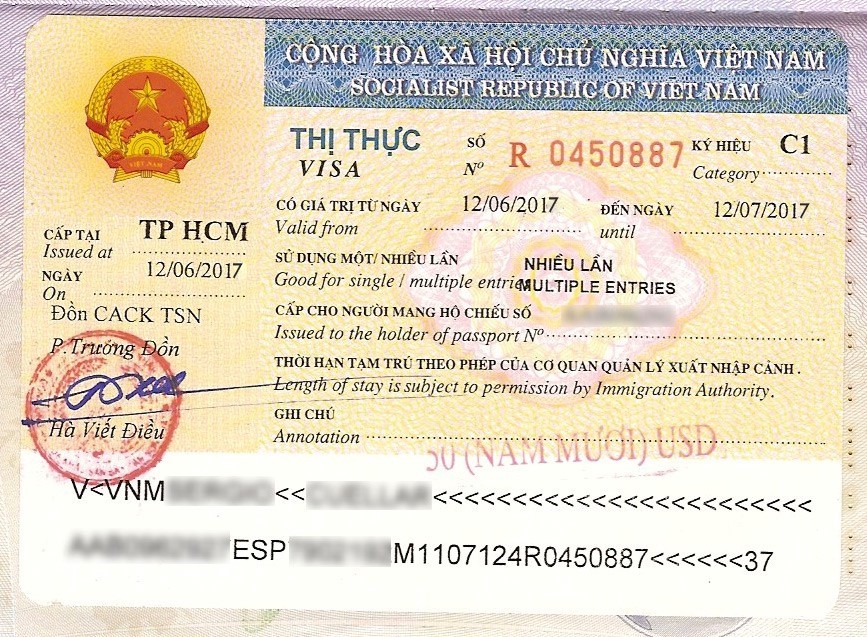 CỘNG HÒA XÃ HỘI CHỦ NGHĨA VIỆT NAM
SOCIALIST REPUBLIC OF VIET NAM
VIỆT NAM
THỊ THỰC SỐ R 0450887 KÝ HIỆU C1
VISA Nº Category
CÓ GIÁ TRỊ TỪ NGÀY 12/06/2017 ĐẾN NGÀY 12/07/2017
Valid from until
CẤP TẠI TP HCM
Issued at
NGÀY 12/06/2017
On
Đồn CACK TSN
P.Trưởng Đồn
Hà Viết Điều
SỬ DỤNG MỘT/ NHIỀU LẦN NHIỀU LẦN
Good for single / multiple entries MULTIPLE ENTRIES
CẤP CHO NGƯỜI MANG HỘ CHIẾU SỐ
Issued to the holder of passport Nº
THỜI HẠN TẠM TRÚ THEO PHÉP CỦA CƠ QUAN QUẢN LÝ XUẤT NHẬP CẢNH .
Length of stay is subject to permission by Immigration Authority.
GHI CHÚ
Annotation
50 (NĂM MƯƠI) USD
V<VNM <<<<<<<<<<<<<<<<<<<<<<<<<<
ESP M1107124R0450887<<<<<<37